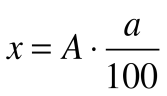 x = A · a/100